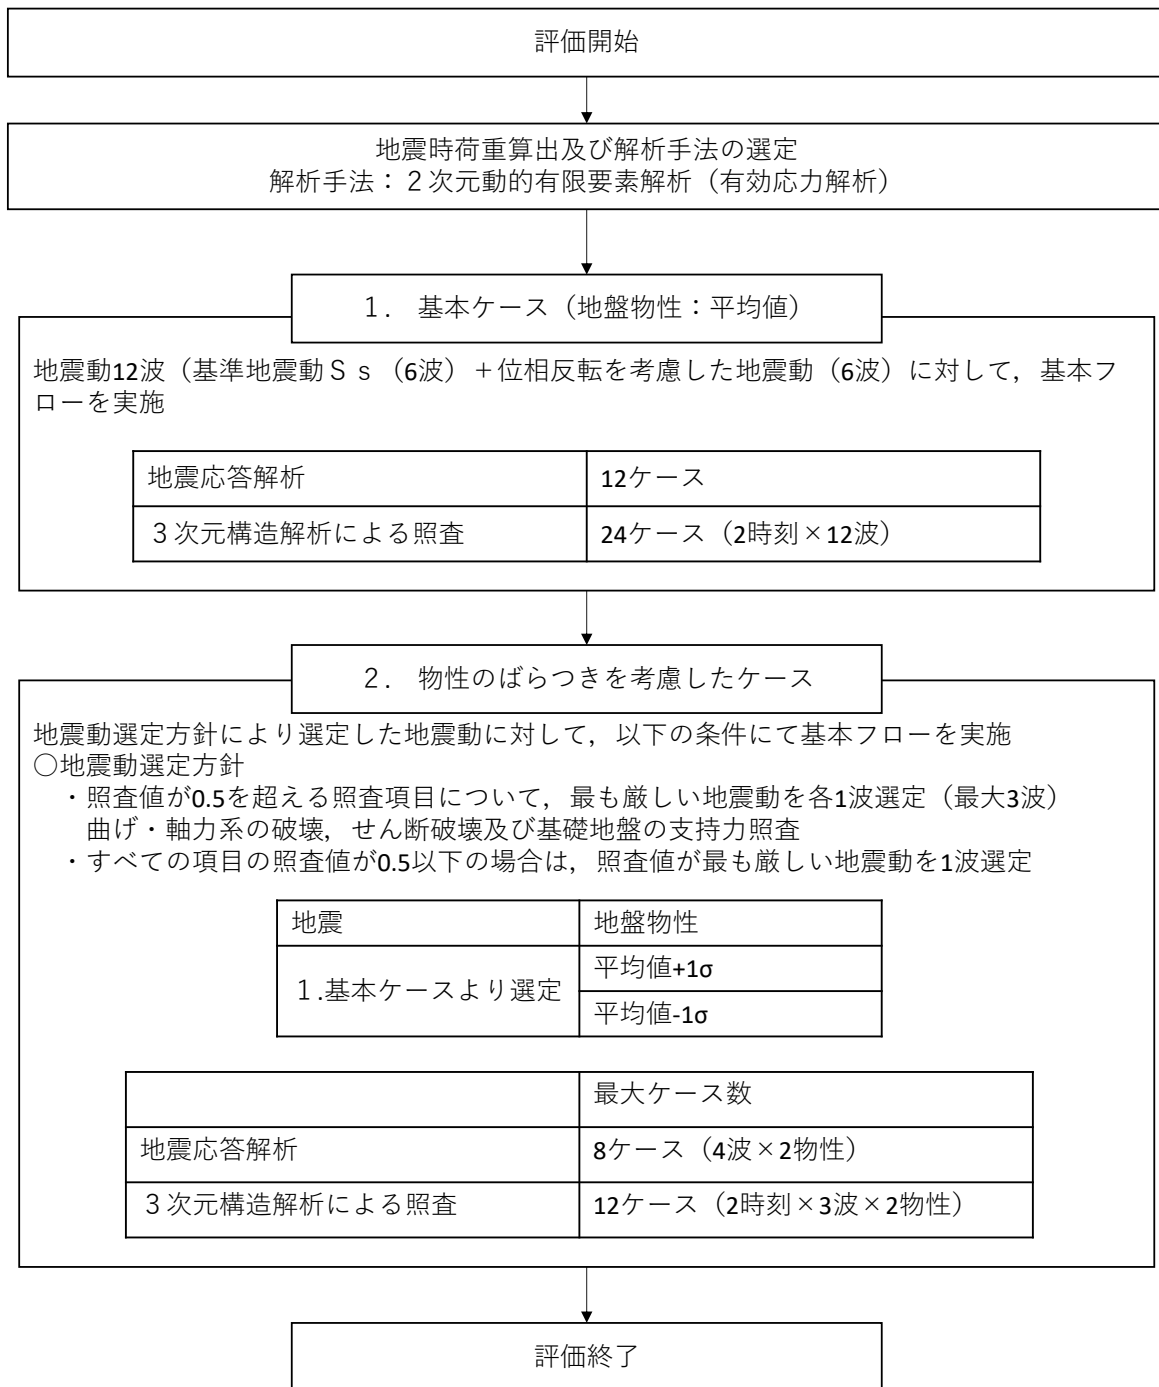 評価開始
地震時荷重算出及び解析手法の選定
解析手法：２次元動的有限要素解析（有効応力解析）
１． 基本ケース（地盤物性：平均値）
地震動12波（基準地震動Ｓｓ（6波）＋位相反転を考慮した地震動（6波）に対して，基本フ
ローを実施
地震応答解析 12ケース
３次元構造解析による照査 24ケース（2時刻×12波）
２． 物性のばらつきを考慮したケース
地震動選定方針により選定した地震動に対して，以下の条件にて基本フローを実施
○地震動選定方針
・照査値が0.5を超える照査項目について，最も厳しい地震動を各1波選定（最大3波）
曲げ・軸力系の破壊，せん断破壊及び基礎地盤の支持力照査
・すべての項目の照査値が0.5以下の場合は，照査値が最も厳しい地震動を1波選定
地震 地盤物性
１.基本ケースより選定 平均値+1σ
平均値-1σ
最大ケース数
地震応答解析 8ケース（4波×2物性）
３次元構造解析による照査 12ケース（2時刻×3波×2物性）
評価終了